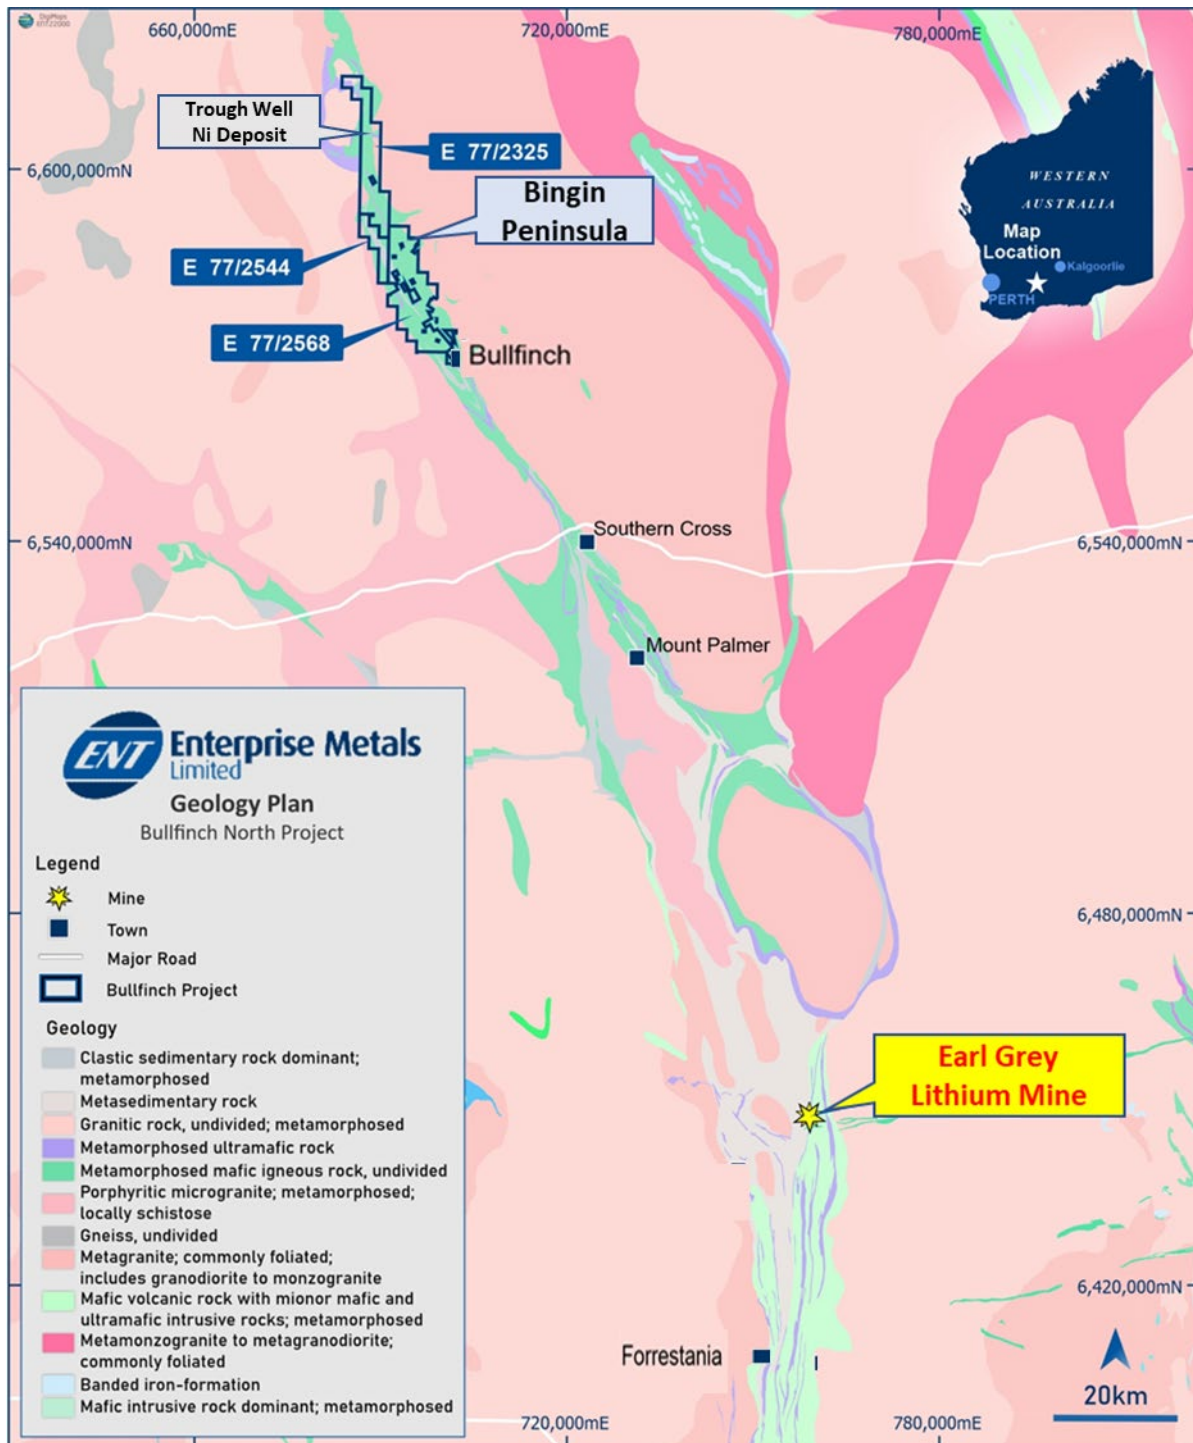 DigiMaps
660,000mE
720,000mE
780,000mE
Trough Well
Ni Deposit
E 77/2325
6,600,000mN
Bingin
Peninsula
E 77/2544
E 77/2568
Bullfinch
WESTERN
AUSTRALIA
Map
Location
Kalgoorlie
PERTH
Southern Cross
6,540,000mN
6,540,000mN
Mount Palmer
ENT
Enterprise Metals
Limited
Geology Plan
Bullfinch North Project
Legend
Mine
Town
Major Road
Bullfinch Project
Geology
Clastic sedimentary rock dominant;
metamorphosed
Metasedimentary rock
Granitic rock, undivided; metamorphosed
Metamorphosed ultramafic rock
Metamorphosed mafic igneous rock, undivided
Porphyritic microgranite; metamorphosed;
locally schistose
Gneiss, undivided
Metagranite; commonly foliated;
includes granodiorite to monzogranite
Mafic volcanic rock with mionor mafic and
ultramafic intrusive rocks; metamorphosed
Metamonzogranite to metagranodiorite;
commonly foliated
Banded iron-formation
Mafic intrusive rock dominant; metamorphosed
6,480,000mN
Earl Grey
Lithium Mine
6,420,000mN
Forrestania
20km
720,000mE
780,000mE